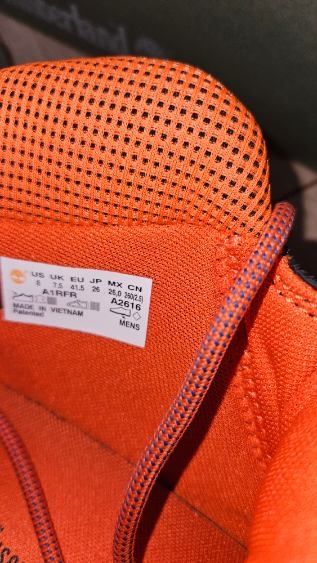 Timberland
US UK EU JP MX CN
8 7.5 41.5 26 26.0 260(2.5)
A1RFR A2616
MADE IN VIETNAM
Patented
MENS